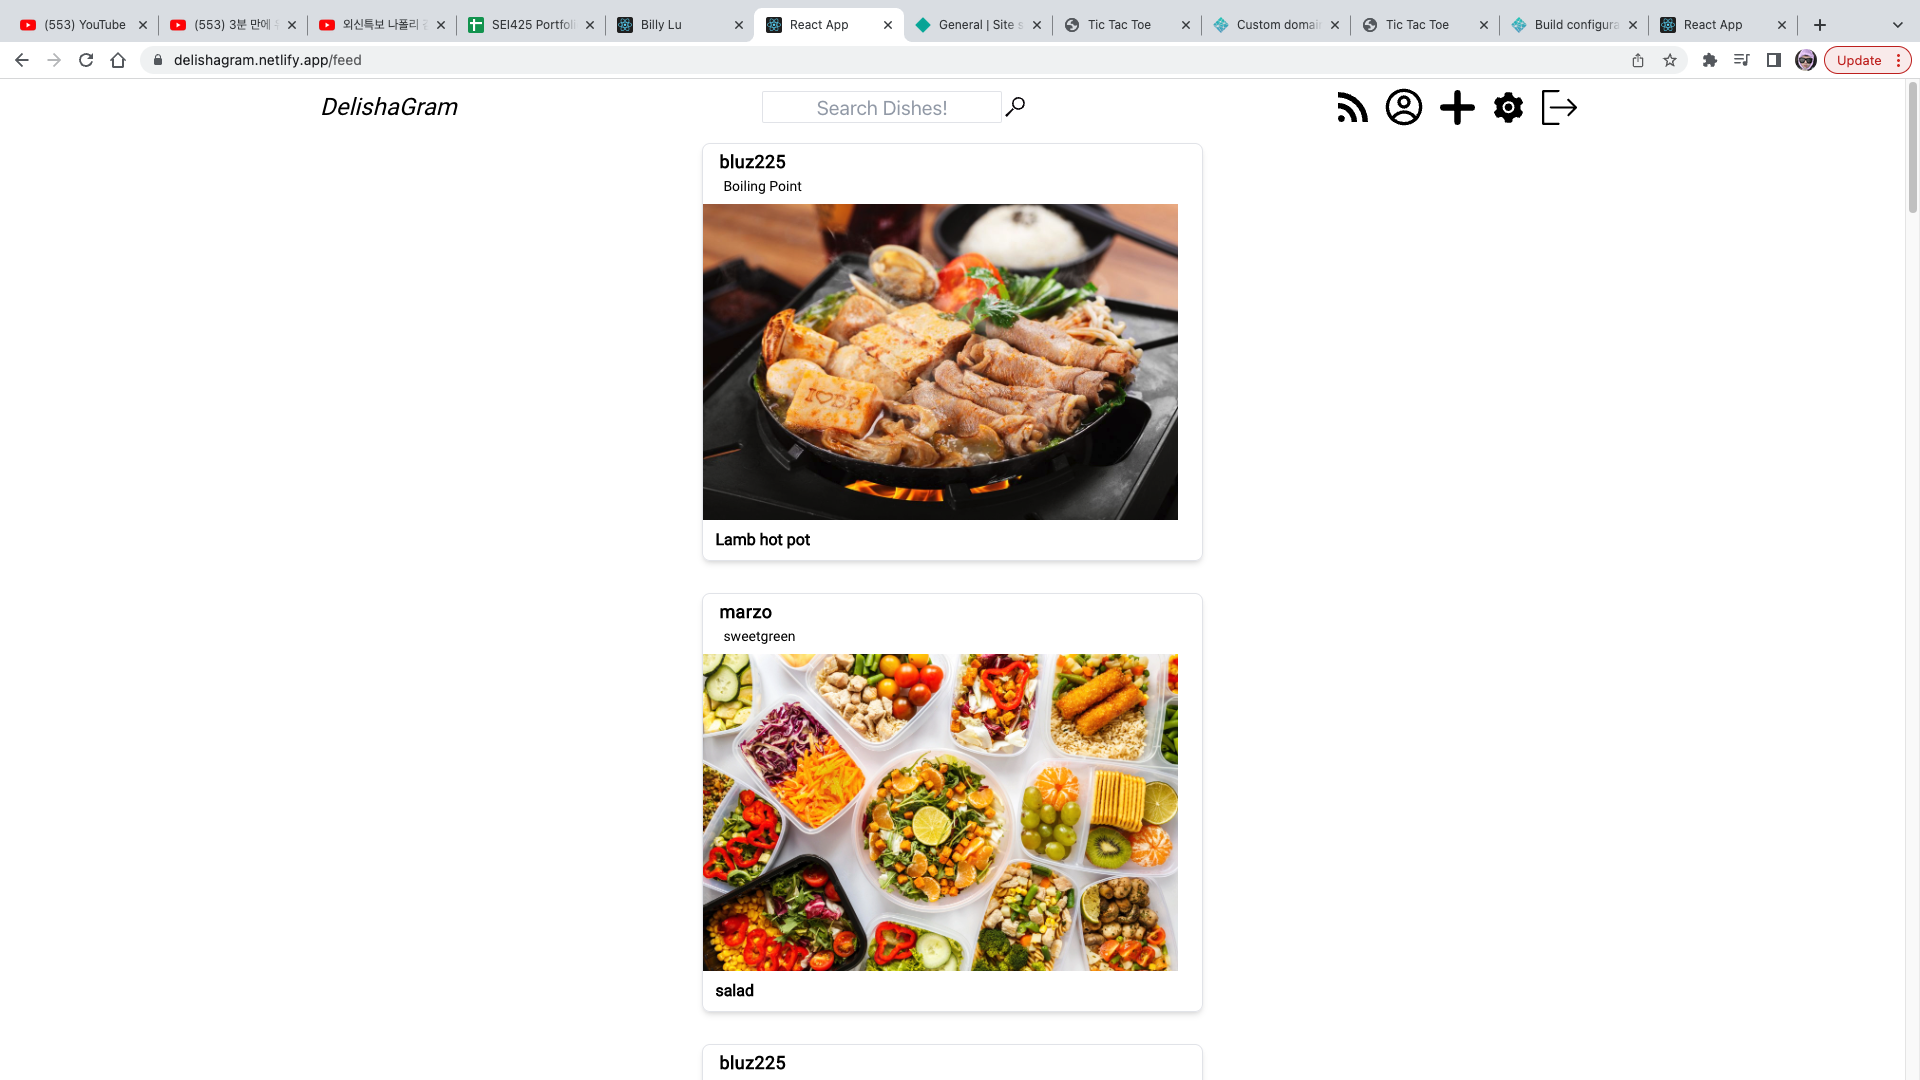 (553) YouTube
(553) 3분 만에
외신특보 나폴리
SEI425 Portfoli
Billy Lu
React App
General | Site s
Tic Tac Toe
Custom domai
Tic Tac Toe
Build configura
React App
delishagram.netlify.app/feed
Update
DelishaGram
Search Dishes!
bluz225
Boiling Point
I♡BP
Lamb hot pot
marzo
sweetgreen
salad
bluz225